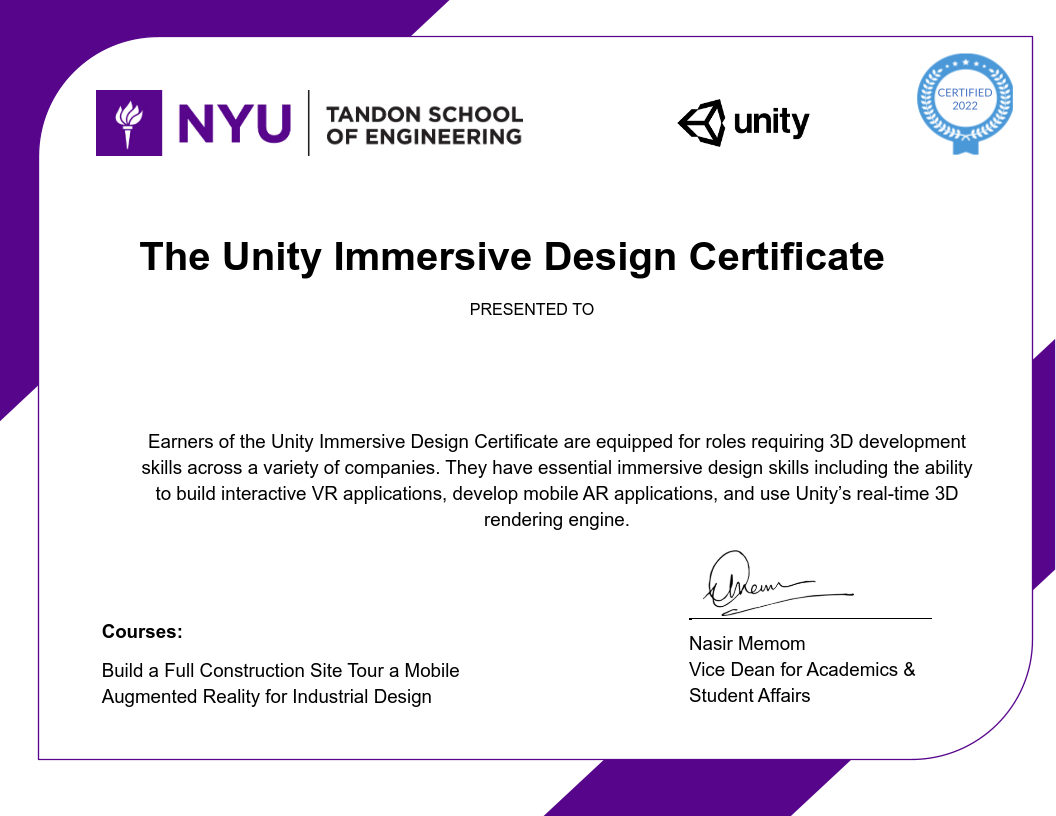 NYU
TANDON SCHOOL
OF ENGINEERING
unity
CERTIFIED
2022
The Unity Immersive Design Certificate
PRESENTED TO
Earners of the Unity Immersive Design Certificate are equipped for roles requiring 3D development
skills across a variety of companies. They have essential immersive design skills including the ability
to build interactive VR applications, develop mobile AR applications, and use Unity’s real-time 3D
rendering engine.
Courses:
Build a Full Construction Site Tour a Mobile
Augmented Reality for Industrial Design
Nasir Memom
Vice Dean for Academics &
Student Affairs